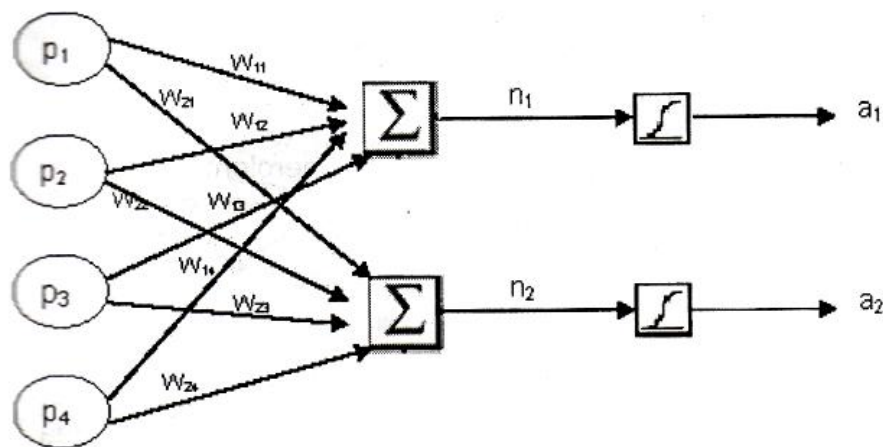 p₁
W₁₁
W₂₁
Σ
n₁
a₁
W₁₂
p₂
W₂₂
W₁₃
W₁₄
p₃
W₂₃
Σ
n₂
a₂
W₂₄
p₄